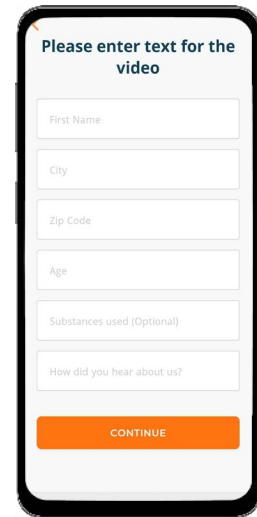 Please enter text for the
video
First Name
City
Zip Code
Age
Substances used (Optional)
How did you hear about us?
CONTINUE